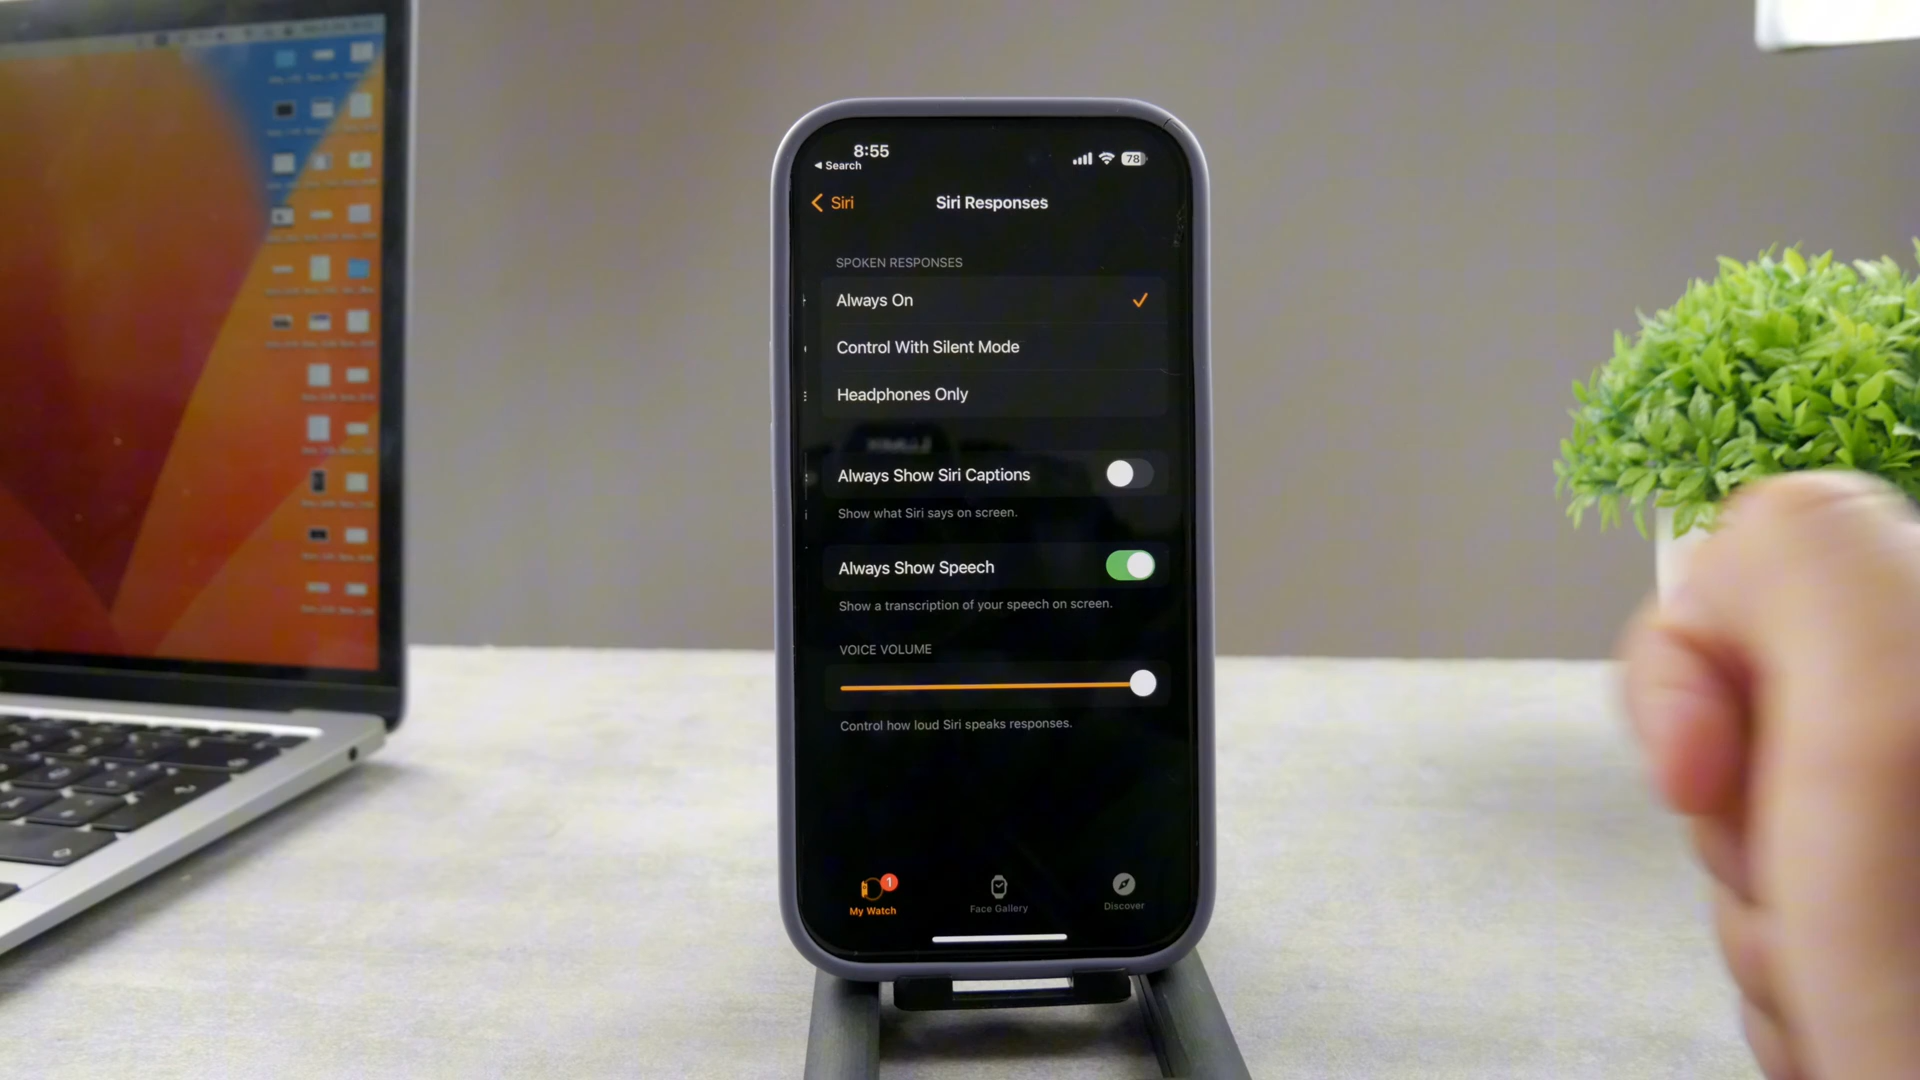 8:55
Search
78
Siri
Siri Responses
SPOKEN RESPONSES
Always On
Control With Silent Mode
Headphones Only
Always Show Siri Captions
Show what Siri says on screen.
Always Show Speech
Show a transcription of your speech on screen.
VOICE VOLUME
Control how loud Siri speaks responses.
1
My Watch
Face Gallery
Discover